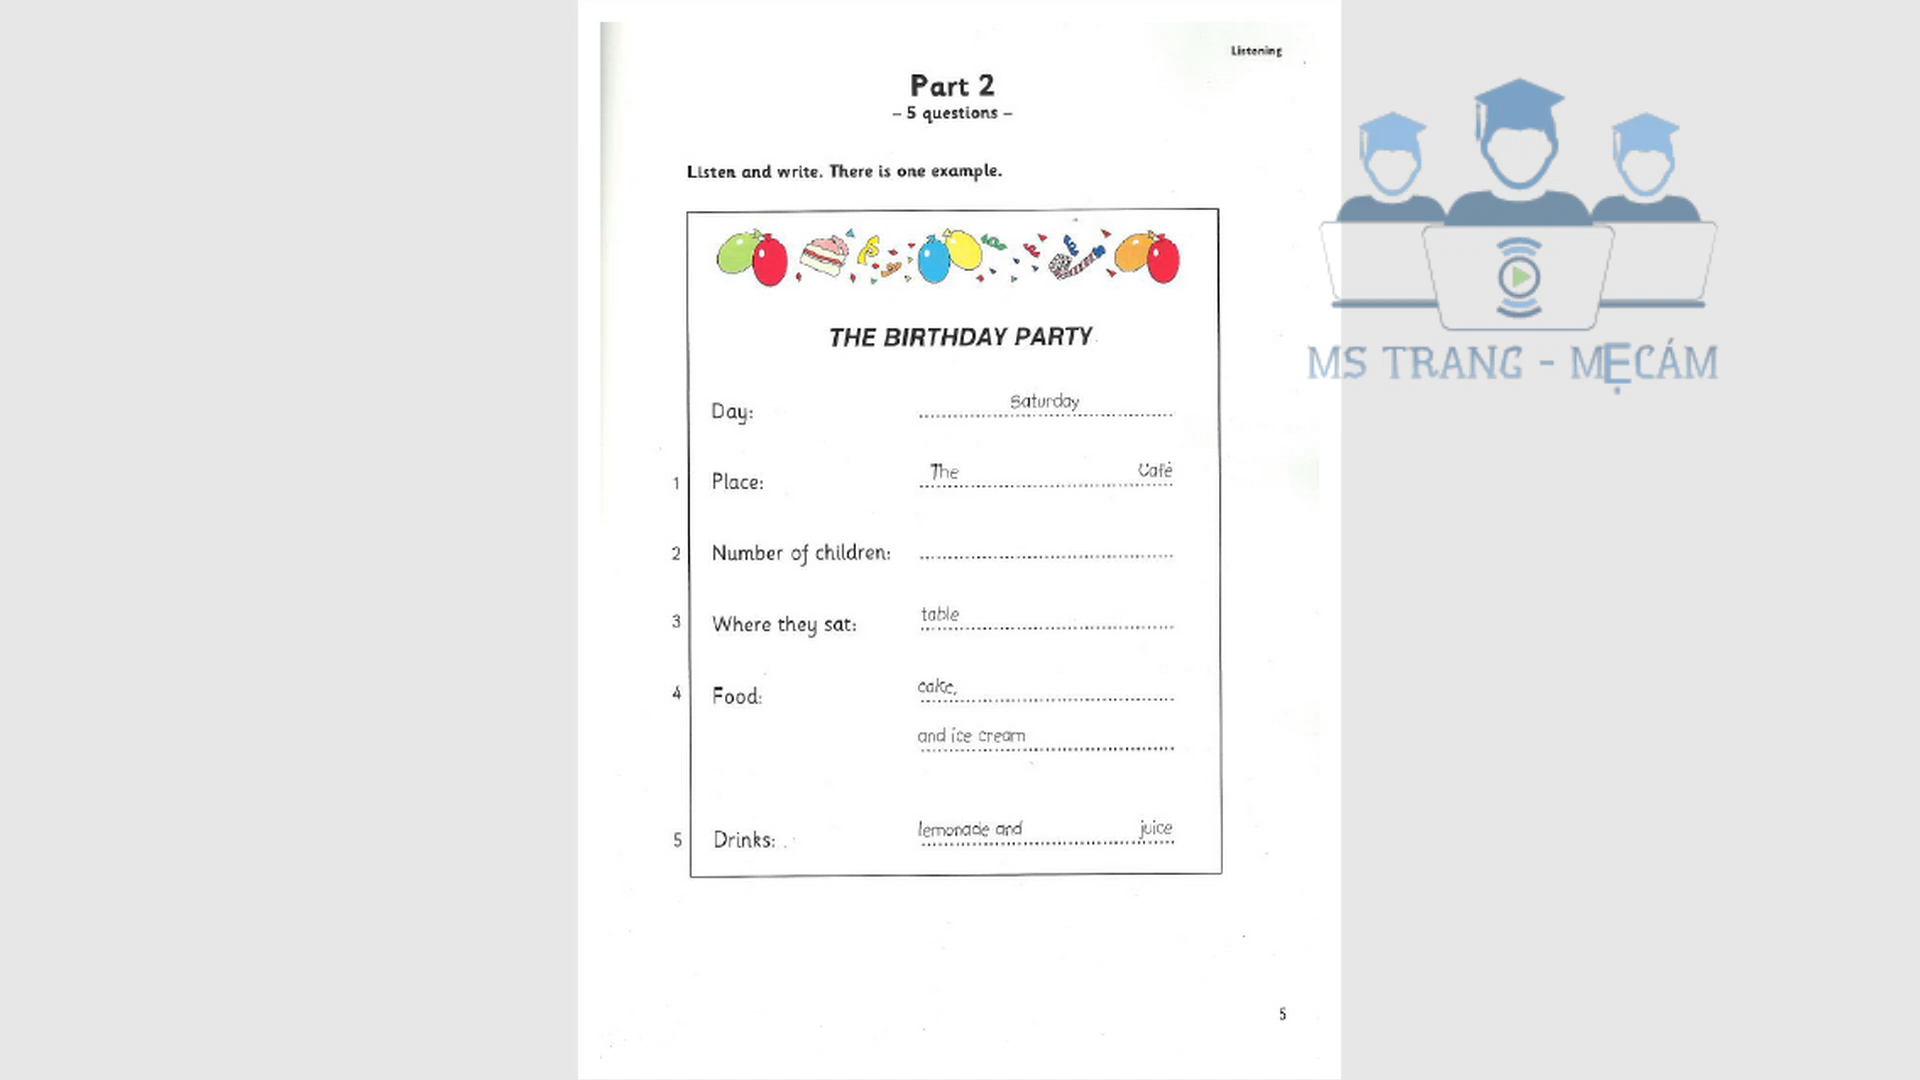 Listening
Part 2
– 5 questions –
Listen and write. There is one example.
THE BIRTHDAY PARTY
Day: Saturday
1 Place: The Café
2 Number of children:
3 Where they sat: table
4 Food: cake,
and ice cream
5 Drinks: lemonade and juice
5
MS TRANG - MẸCÁM